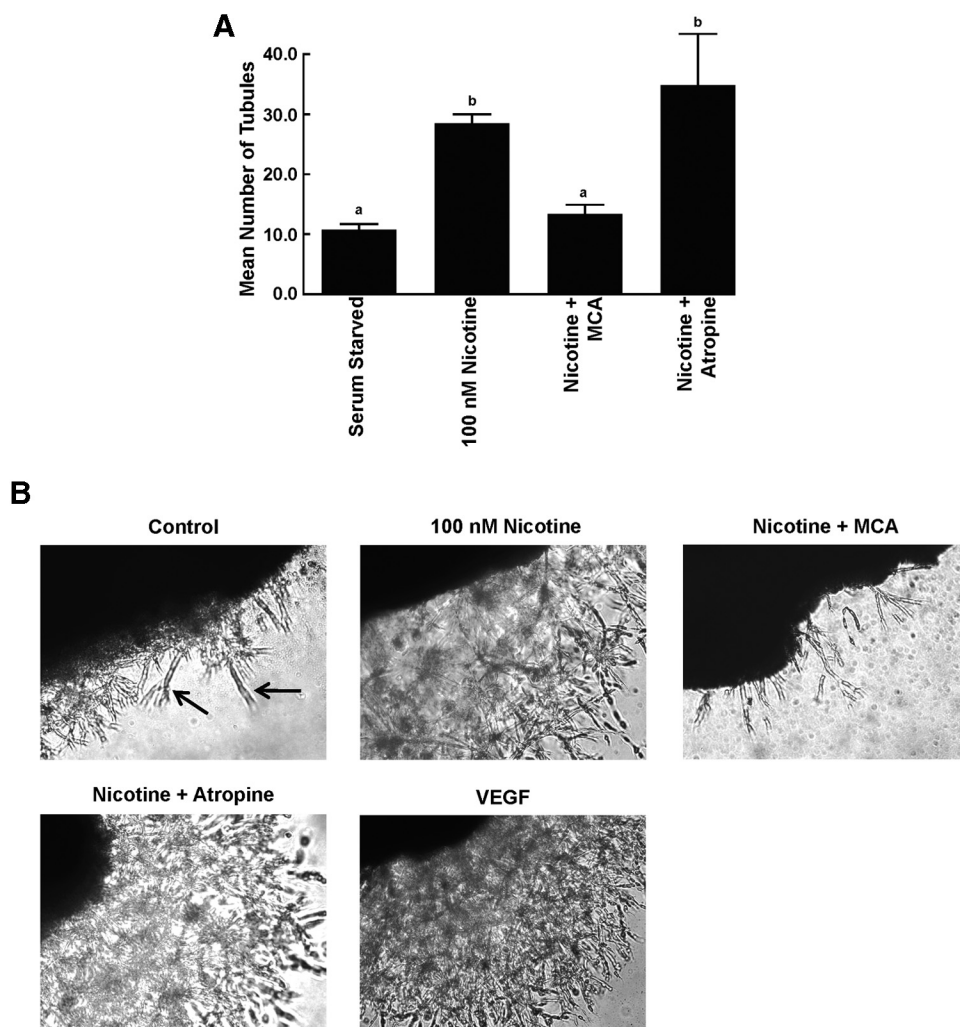 A
Mean Number of Tubules
40.0
30.0
20.0
10.0
0.0
a
b
a
b
Serum Starved
100 nM Nicotine
Nicotine +
MCA
Nicotine +
Atropine
B
Control
100 nM Nicotine
Nicotine + MCA
Nicotine + Atropine
VEGF